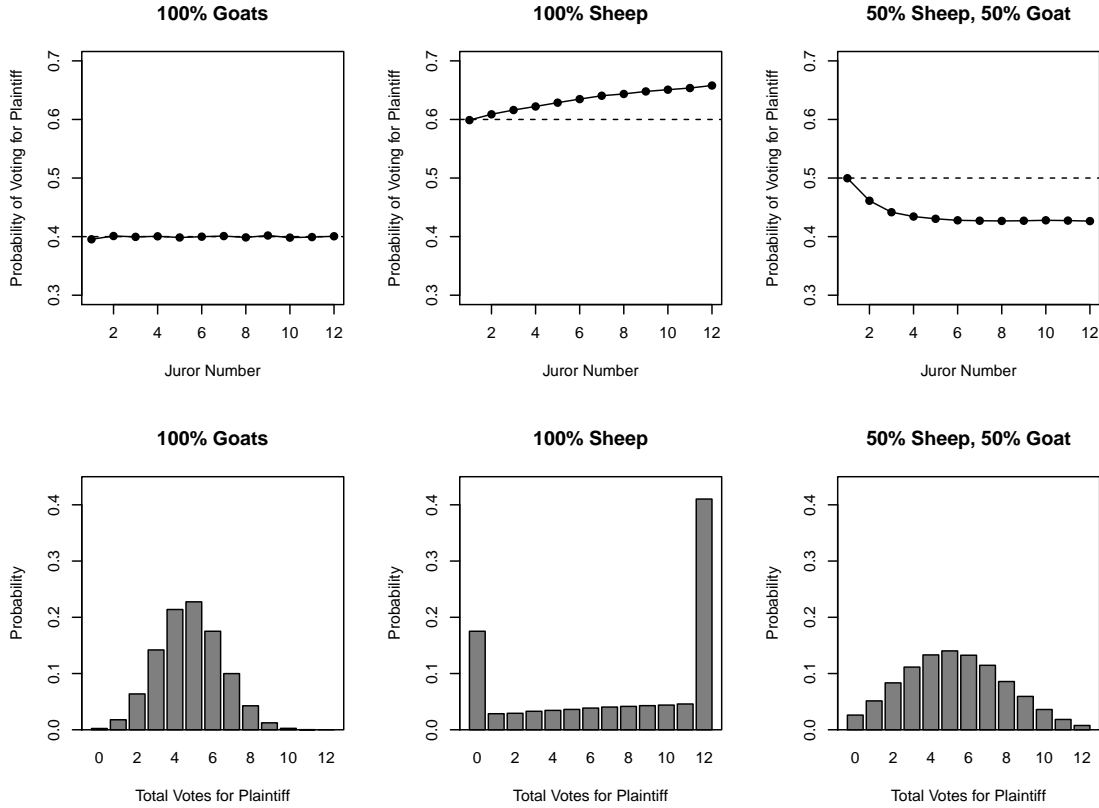 100% Goats
100% Sheep
50% Sheep, 50% Goat
Probability of Voting for Plaintiff
0.3 0.4 0.5 0.6 0.7
2 4 6 8 10 12
Juror Number
Probability of Voting for Plaintiff
0.3 0.4 0.5 0.6 0.7
2 4 6 8 10 12
Juror Number
Probability of Voting for Plaintiff
0.3 0.4 0.5 0.6 0.7
2 4 6 8 10 12
Juror Number
100% Goats
100% Sheep
50% Sheep, 50% Goat
Probability
0.0 0.1 0.2 0.3 0.4
0 2 4 6 8 10 12
Total Votes for Plaintiff
Probability
0.0 0.1 0.2 0.3 0.4
0 2 4 6 8 10 12
Total Votes for Plaintiff
Probability
0.0 0.1 0.2 0.3 0.4
0 2 4 6 8 10 12
Total Votes for Plaintiff